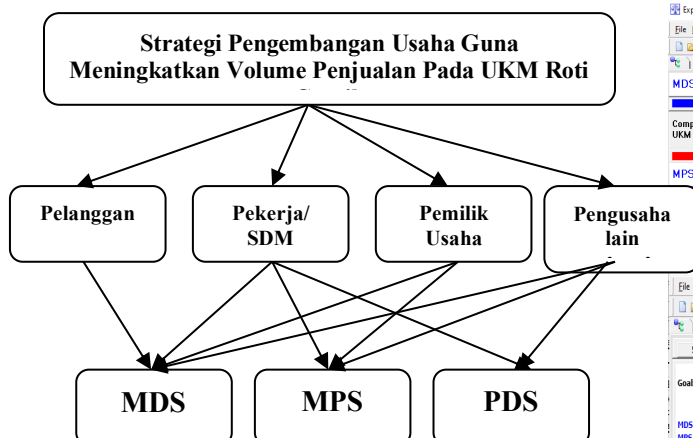 Strategi Pengembangan Usaha Guna
Meningkatkan Volume Penjualan Pada UKM Roti
Pelanggan
Pekerja/
SDM
Pemilik
Usaha
Pengusaha
lain
MDS
MPS
PDS
File
MDS
UKM
MPS
File
Goal
MDS
MPS